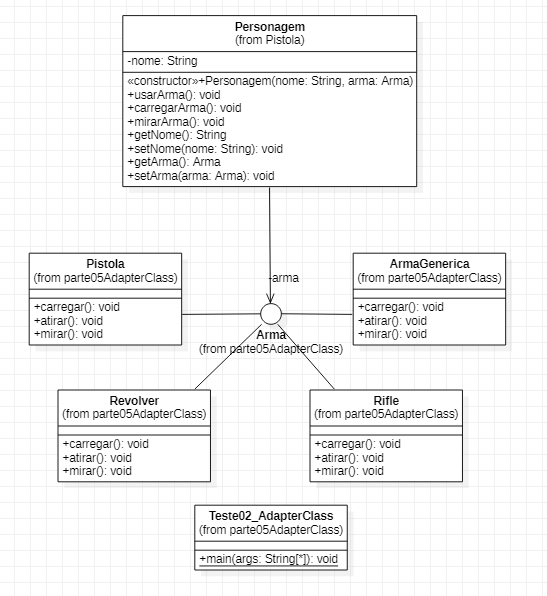 Personagem
(from Pistola)
-nome: String
«constructor»+Personagem(nome: String, arma: Arma)
+usarArma(): void
+carregarArma(): void
+mirarArma(): void
+getNome(): String
+setNome(nome: String): void
+getArma(): Arma
+setArma(arma: Arma): void
-arma
Pistola
(from parte05AdapterClass)
+carregar(): void
+atirar(): void
+mirar(): void
ArmaGenerica
(from parte05AdapterClass)
+carregar(): void
+atirar(): void
+mirar(): void
Arma
(from parte05AdapterClass)
Revolver
(from parte05AdapterClass)
+carregar(): void
+atirar(): void
+mirar(): void
Rifle
(from parte05AdapterClass)
+carregar(): void
+atirar(): void
+mirar(): void
Teste02_AdapterClass
(from parte05AdapterClass)
+main(args: String[*]): void